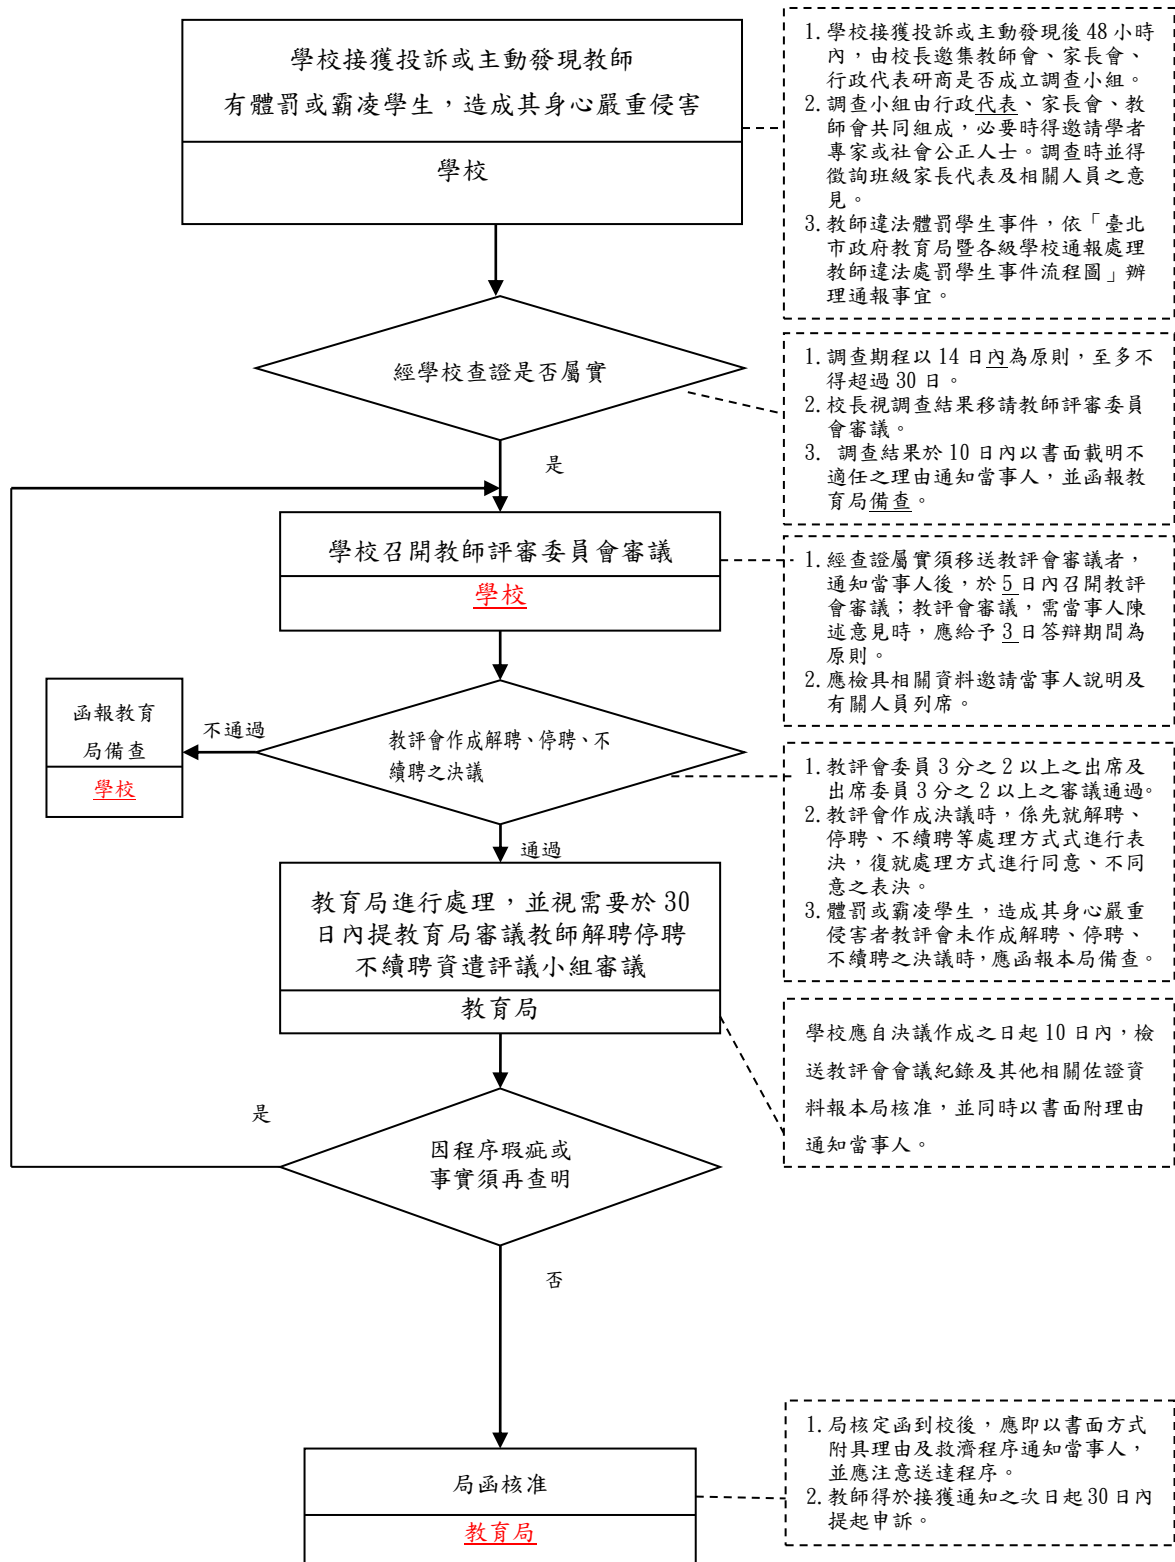 學校接獲投訴或主動發現教師
有體罰或霸凌學生，造成其身心嚴重侵害
學校
1. 學校接獲投訴或主動發現後 48 小時
內，由校長邀集教師會、家長會、
行政代表研商是否成立調查小組。
2. 調查小組由行政代表、家長會、教
師會共同組成，必要時得邀請學者
專家或社會公正人士。調查時並得
徵詢班級家長代表及相關人員之意
見。
3. 教師違法體罰學生事件，依「臺北
市政府教育局暨各級學校通報處理
教師違法處罰學生事件流程圖」辦
理通報事宜。
經學校查證是否屬實
1. 調查期程以 14 日內為原則，至多不
得超過 30 日。
2. 校長視調查結果移請教師評審委員
會審議。
3. 調查結果於 10 日內以書面載明不
適任之理由通知當事人，並函報教
育局備查。
是
學校召開教師評審委員會審議
學校
1. 經查證屬實須移送教評會審議者，
通知當事人後，於 5 日內召開教評
會審議；教評會審議，需當事人陳
述意見時，應給予 3 日答辯期間為
原則。
2. 應檢具相關資料邀請當事人說明及
有關人員列席。
函報教育
局備查
學校
不通過
教評會作成解聘、停聘、不
續聘之決議
1. 教評會委員 3 分之 2 以上之出席及
出席委員 3 分之 2 以上之審議通過。
2. 教評會作成決議時，係先就解聘、
停聘、不續聘等處理方式式進行表
決，復就處理方式進行同意、不同
意之表決。
3. 體罰或霸凌學生，造成其身心嚴重
侵害者教評會未作成解聘、停聘、
不續聘之決議時，應函報本局備查。
通過
教育局進行處理，並視需要於 30
日內提教育局審議教師解聘停聘
不續聘資遣評議小組審議
教育局
學校應自決議作成之日起 10 日內，檢
送教評會會議紀錄及其他相關佐證資
料報本局核准，並同時以書面附理由
通知當事人。
是
因程序瑕疵或
事實須再查明
否
局函核准
教育局
1. 局核定函到校後，應即以書面方式
附具理由及救濟程序通知當事人，
並應注意送達程序。
2. 教師得於接獲通知之次日起 30 日內
提起申訴。